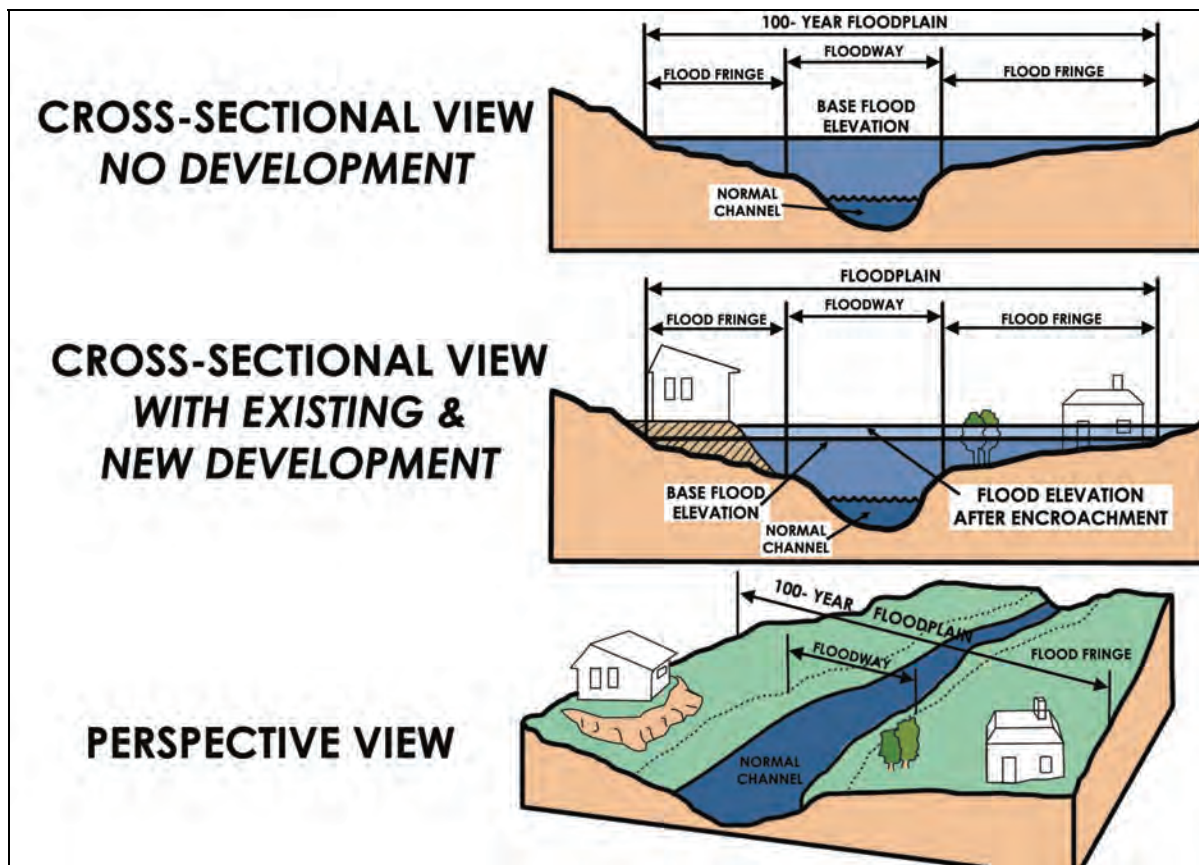 100- YEAR FLOODPLAIN
FLOODWAY
FLOOD FRINGE
FLOOD FRINGE
CROSS-SECTIONAL VIEW
NO DEVELOPMENT
BASE FLOOD
ELEVATION
NORMAL
CHANNEL
FLOODPLAIN
FLOODWAY
FLOOD FRINGE
FLOOD FRINGE
CROSS-SECTIONAL VIEW
WITH EXISTING &
NEW DEVELOPMENT
BASE FLOOD
ELEVATION
FLOOD ELEVATION
AFTER ENCROACHMENT
NORMAL
CHANNEL
100- YEAR FLOODPLAIN
FLOODWAY
FLOOD FRINGE
PERSPECTIVE VIEW
NORMAL
CHANNEL